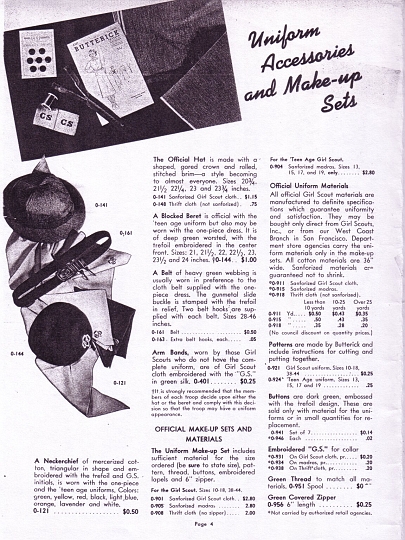 Uniform
Accessories
and Make-up
Sets
BUTTERICK
CS
CS
0-141
0-161
0-144
0-121
A Neckerchief of mercerized cot-
ton, triangular in shape and em-
broidered with the trefoil and G.S.
initials, is worn with the one-piece
and the 'teen age uniforms, Colors:
green, yellow, red, black, light blue,
orange, lavender and white.
0-121 $0.50
The Official Hat is made with a
shaped, gored crown and rolled,
stitched brim—a style becoming
to almost everyone. Sizes 20¾,
21½ 22¼, 23 and 23¾ inches.
0-141 Sanforized Girl Scout cloth.. $1.15
0-148 Thrift cloth (not sanforized). .75
A Blocked Beret is official with the
'teen age uniform but also may be
worn with the one-piece dress. It is
of deep green worsted, with the
trefoil embroidered in the front
center. Sizes: 21, 21½, 22, 22½, 23,
23½ and 24 inches. 0-144. $1.00
A Belt of heavy green webbing is
usually worn in preference to the
cloth belt supplied with the one-
piece dress. The gunmetal slide
buckle is stamped with the trefoil
in relief. Two belt hooks are sup-
plied with each belt. Sizes 28-46
inches.
0-161 Belt $0.50
0-163 Extra belt hooks, each .05
Arm Bands, worn by those Girl
Scouts who do not have the com-
plete uniform, are of Girl Scout
cloth embroidered with the "G.S."
in green silk. 0-401 $0.25
‡It is strongly recommended that the mem-
bers of each troop decide upon either the
hat or the beret and comply with this deci-
sion so that the troop may have a uniform
appearance.
OFFICIAL MAKE-UP SETS AND
MATERIALS
The Uniform Make-up Set includes
sufficient material for the size
ordered (be sure to state size), pat-
tern, thread, buttons, embroidered
lapels and 6" zipper.
For the Girl Scout. Sizes 10-18, 38-44.
0-901 Sanforized Girl Scout cloth.. $2.80
0-905 Sanforized madras 2.80
0-908 Thrift cloth (no zipper) 2.00
For the 'Teen Age Girl Scout.
0-904 Sanforized madras, Sizes 13,
15, 17, and 19, only $2.80
Official Uniform Materials
All official Girl Scout materials are
manufactured to definite specifica-
tions which guarantee uniformity
and satisfaction. They may be
bought only direct from Girl Scouts,
Inc., or from our West Coast
Branch in San Francisco. Depart-
ment store agencies carry the uni-
form materials only in the make-up
sets. All cotton materials are 36"
wide. Sanforized materials are
guaranteed not to shrink.
*0-911 Sanforized Girl Scout cloth.
*0-915 Sanforized madras.
*0-918 Thrift cloth (not sanforized).
Less than 10-25 Over 25
10 yards yards yards
0-911 Yd. $0.50 $0.43 $0.35
0-915 " .50 .43 .35
0-918 " .35 .28 .20
(No council discount on quantity prices.)
Patterns are made by Butterick and
include instructions for cutting and
putting together.
0-921 Girl Scout uniform, Sizes 10-18,
38-44 $0.25
0-924* 'Teen Age uniform, Sizes 13,
15, 17 and 19 .25
Buttons are dark green, embossed
with the trefoil design. These are
sold only with material for the uni-
forms or in small quantities for re-
placement.
0-941 Set of 7 $0.14
*0-946 Each .02
Embroidered "G.S." for collar
*0-931 On Girl Scout cloth, pr. $0.20
*0-934 On madras, pr. .20
*0-938 On Thrift cloth, pr. .20
Green Thread to match all ma-
terials. 0-951 Spool
Green Covered Zipper
*0-956 6" length $0.25
*Not carried by authorized retail agencies.
Page 4